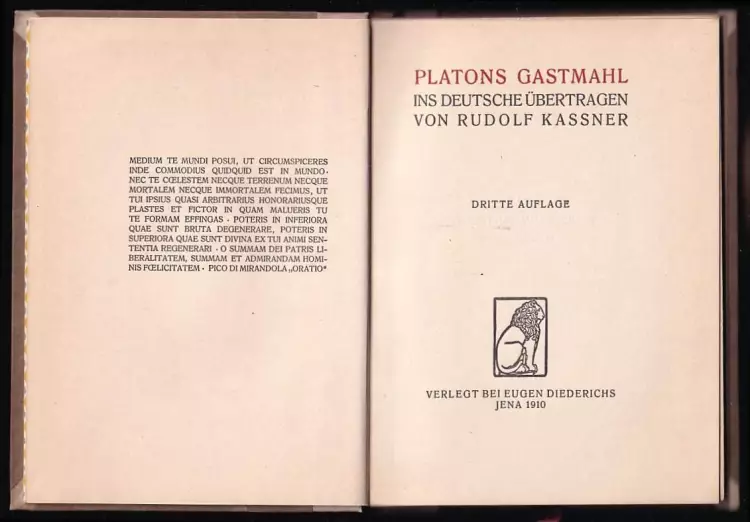 MEDIUM TE MUNDI POSUI, UT CIRCUMSPICERES
INDE COMMODIUS QUIDQUID EST IN MUNDO·
NEC TE CŒLESTEM NECQUE TERRENUM NECQUE
MORTALEM NECQUE IMMORTALEM FECIMUS, UT
TUI IPSIUS QUASI ARBITRARIUS HONORARIUSQUE
PLASTES ET FICTOR IN QUAM MALUERIS TU
TE FORMAM EFFINGAS · POTERIS IN INFERIORA
QUAE SUNT BRUTA DEGENERARE, POTERIS IN
SUPERIORA QUAE SUNT DIVINA EX TUI ANIMI SEN-
TENTIA REGENERARI · O SUMMAM DEI PATRIS LI-
BERALITATEM, SUMMAM ET ADMIRANDAM HOMI-
NIS FŒLICITATEM · PICO DI MIRANDOLA „ORATIO“
PLATONS GASTMAHL
INS DEUTSCHE ÜBERTRAGEN
VON RUDOLF KASSNER
DRITTE AUFLAGE
VERLEGT BEI EUGEN DIEDERICHS
JENA 1910